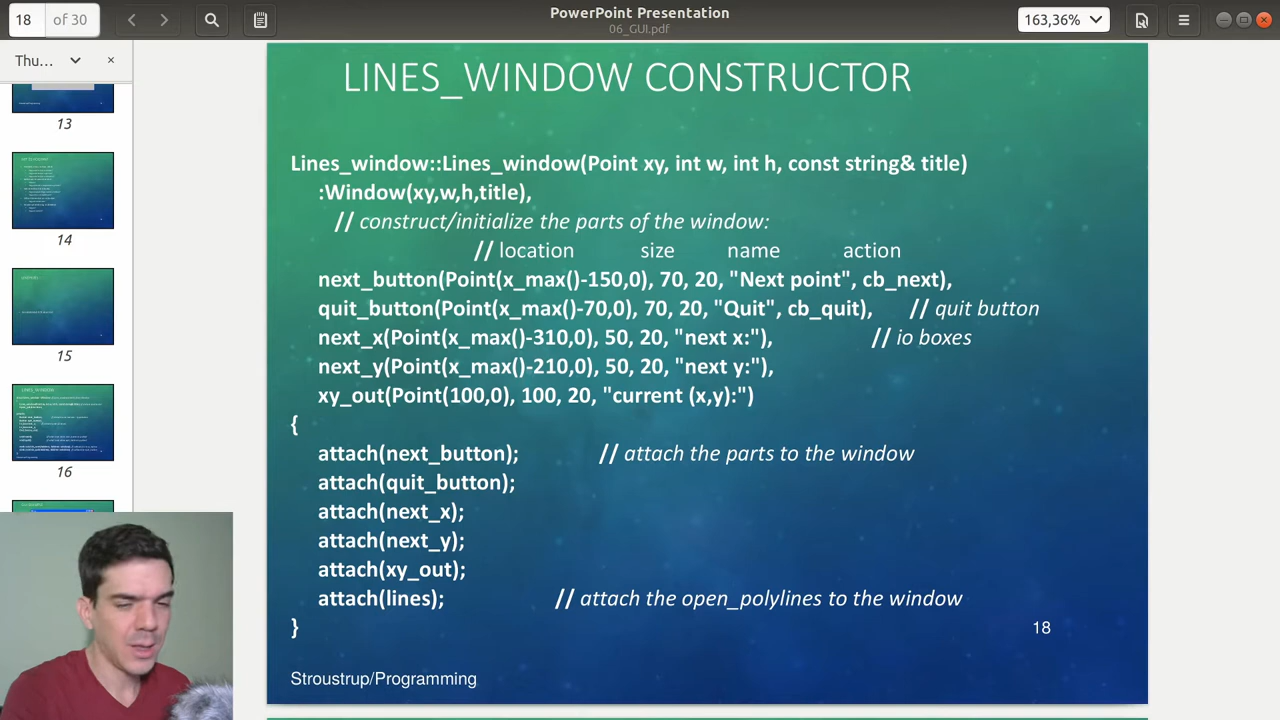 18 of 30
PowerPoint Presentation
06_GUI.pdf
163,36%
Thu...
13
14
15
16
LINES_WINDOW CONSTRUCTOR
Lines_window::Lines_window(Point xy, int w, int h, const string& title)
:Window(xy,w,h,title),
// construct/initialize the parts of the window:
// location size name action
next_button(Point(x_max()-150,0), 70, 20, "Next point", cb_next),
quit_button(Point(x_max()-70,0), 70, 20, "Quit", cb_quit), // quit button
next_x(Point(x_max()-310,0), 50, 20, "next x:"), // io boxes
next_y(Point(x_max()-210,0), 50, 20, "next y:"),
xy_out(Point(100,0), 100, 20, "current (x,y):")
{
attach(next_button); // attach the parts to the window
attach(quit_button);
attach(next_x);
attach(next_y);
attach(xy_out);
attach(lines); // attach the open_polylines to the window
}
18
Stroustrup/Programming